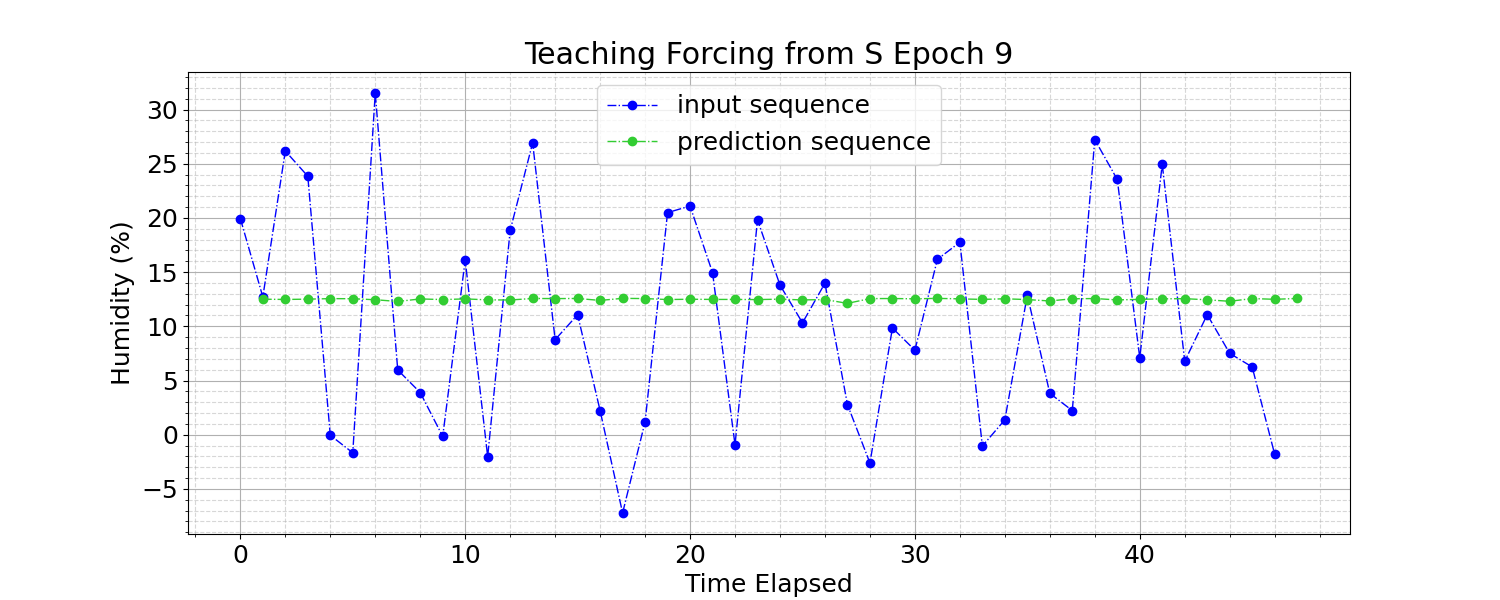 Teaching Forcing from S Epoch 9
input sequence
prediction sequence
Humidity (%)
30
25
20
15
10
5
0
−5
0 10 20 30 40
Time Elapsed